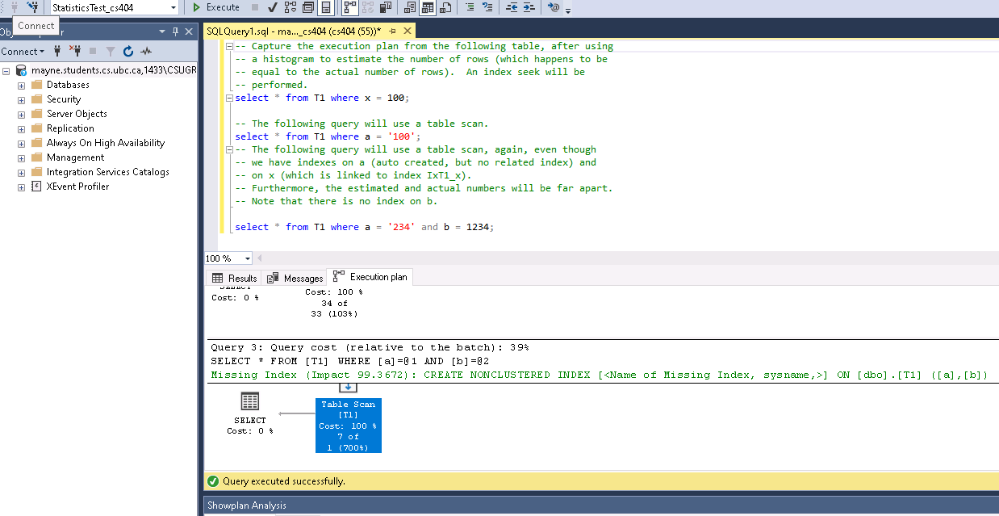 StatisticsTest_cs404
Execute
Connect
SQLQuery1.sql - ma..._cs404 (cs404 (55))*
Connect
mayne.students.cs.ubc.ca,1433\CSUGR
Databases
Security
Server Objects
Replication
Always On High Availability
Management
Integration Services Catalogs
XEvent Profiler
-- Capture the execution plan from the following table, after using
-- a histogram to estimate the number of rows (which happens to be
-- equal to the actual number of rows).  An index seek will be
-- performed.
select * from T1 where x = 100;
-- The following query will use a table scan.
select * from T1 where a = '100';
-- The following query will use a table scan, again, even though
-- we have indexes on a (auto created, but no related index) and
-- on x (which is linked to index IxT1_x).
-- Furthermore, the estimated and actual numbers will be far apart.
-- Note that there is no index on b.
select * from T1 where a = '234' and b = 1234;
100 %
Results
Messages
Execution plan
SELECT
Cost: 0 %
Cost: 100 %
34 of
33 (103%)
Query 3: Query cost (relative to the batch): 39%
SELECT * FROM [T1] WHERE [a]=@1 AND [b]=@2
Missing Index (Impact 99.3672): CREATE NONCLUSTERED INDEX [<Name of Missing Index, sysname,>] ON [dbo].[T1] ([a],[b])
SELECT
Cost: 0 %
Table Scan
[T1]
Cost: 100 %
7 of
1 (700%)
Query executed successfully.
Showplan Analysis